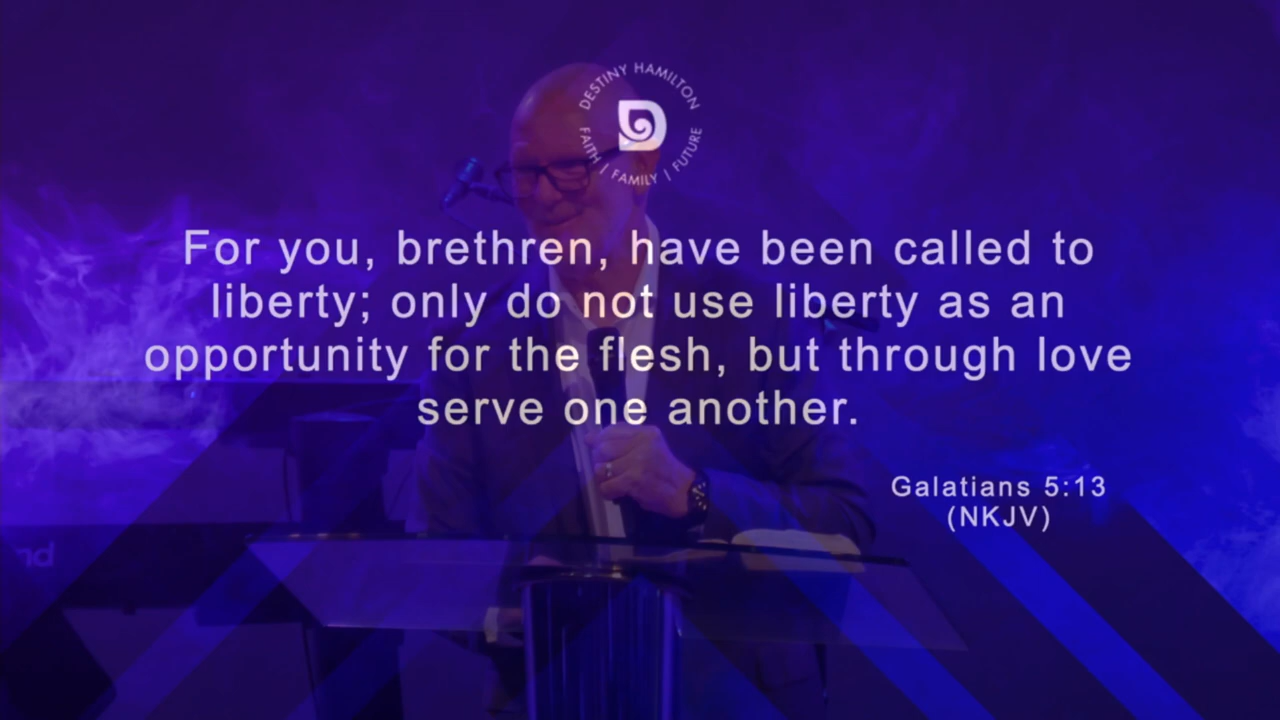 DESTINY HAMILTON
FAITH | FAMILY | FUTURE
For you, brethren, have been called to
liberty; only do not use liberty as an
opportunity for the flesh, but through love
serve one another.
Galatians 5:13
(NKJV)
nd